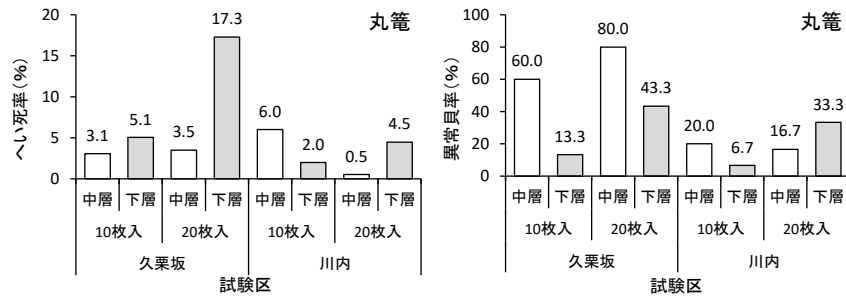 丸篭
へい死率(%)
20
15
10
5
0
3.1
5.1
3.5
17.3
6.0
2.0
0.5
4.5
中層 下層 中層 下層 中層 下層 中層 下層
10枚入 20枚入 10枚入 20枚入
久栗坂 川内
試験区
丸篭
異常貝率(%)
100
80
60
40
20
0
60.0
13.3
80.0
43.3
20.0
6.7
16.7
33.3
中層 下層 中層 下層 中層 下層 中層 下層
10枚入 20枚入 10枚入 20枚入
久栗坂 川内
試験区